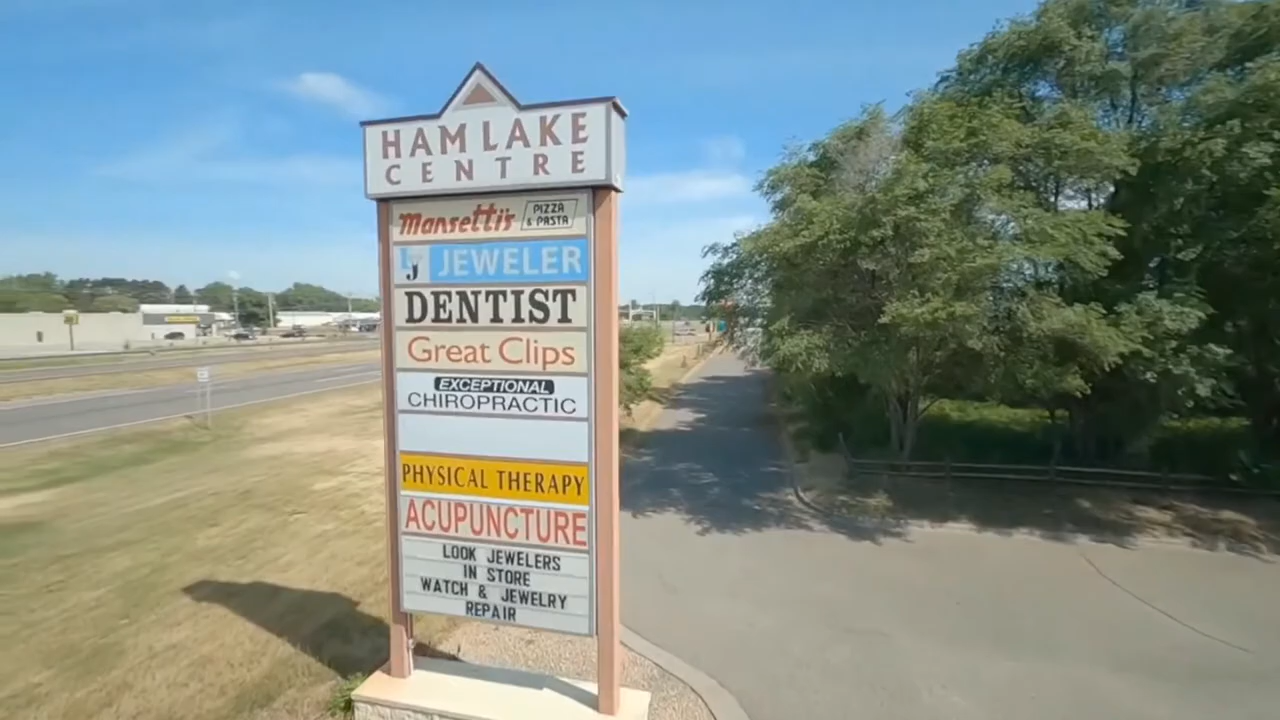 HAM LAKE
CENTRE
Mansetti's
PIZZA
& PASTA
JEWELER
DENTIST
Great Clips
EXCEPTIONAL
CHIROPRACTIC
PHYSICAL THERAPY
ACUPUNCTURE
LOOK JEWELERS
IN STORE
WATCH & JEWELRY
REPAIR